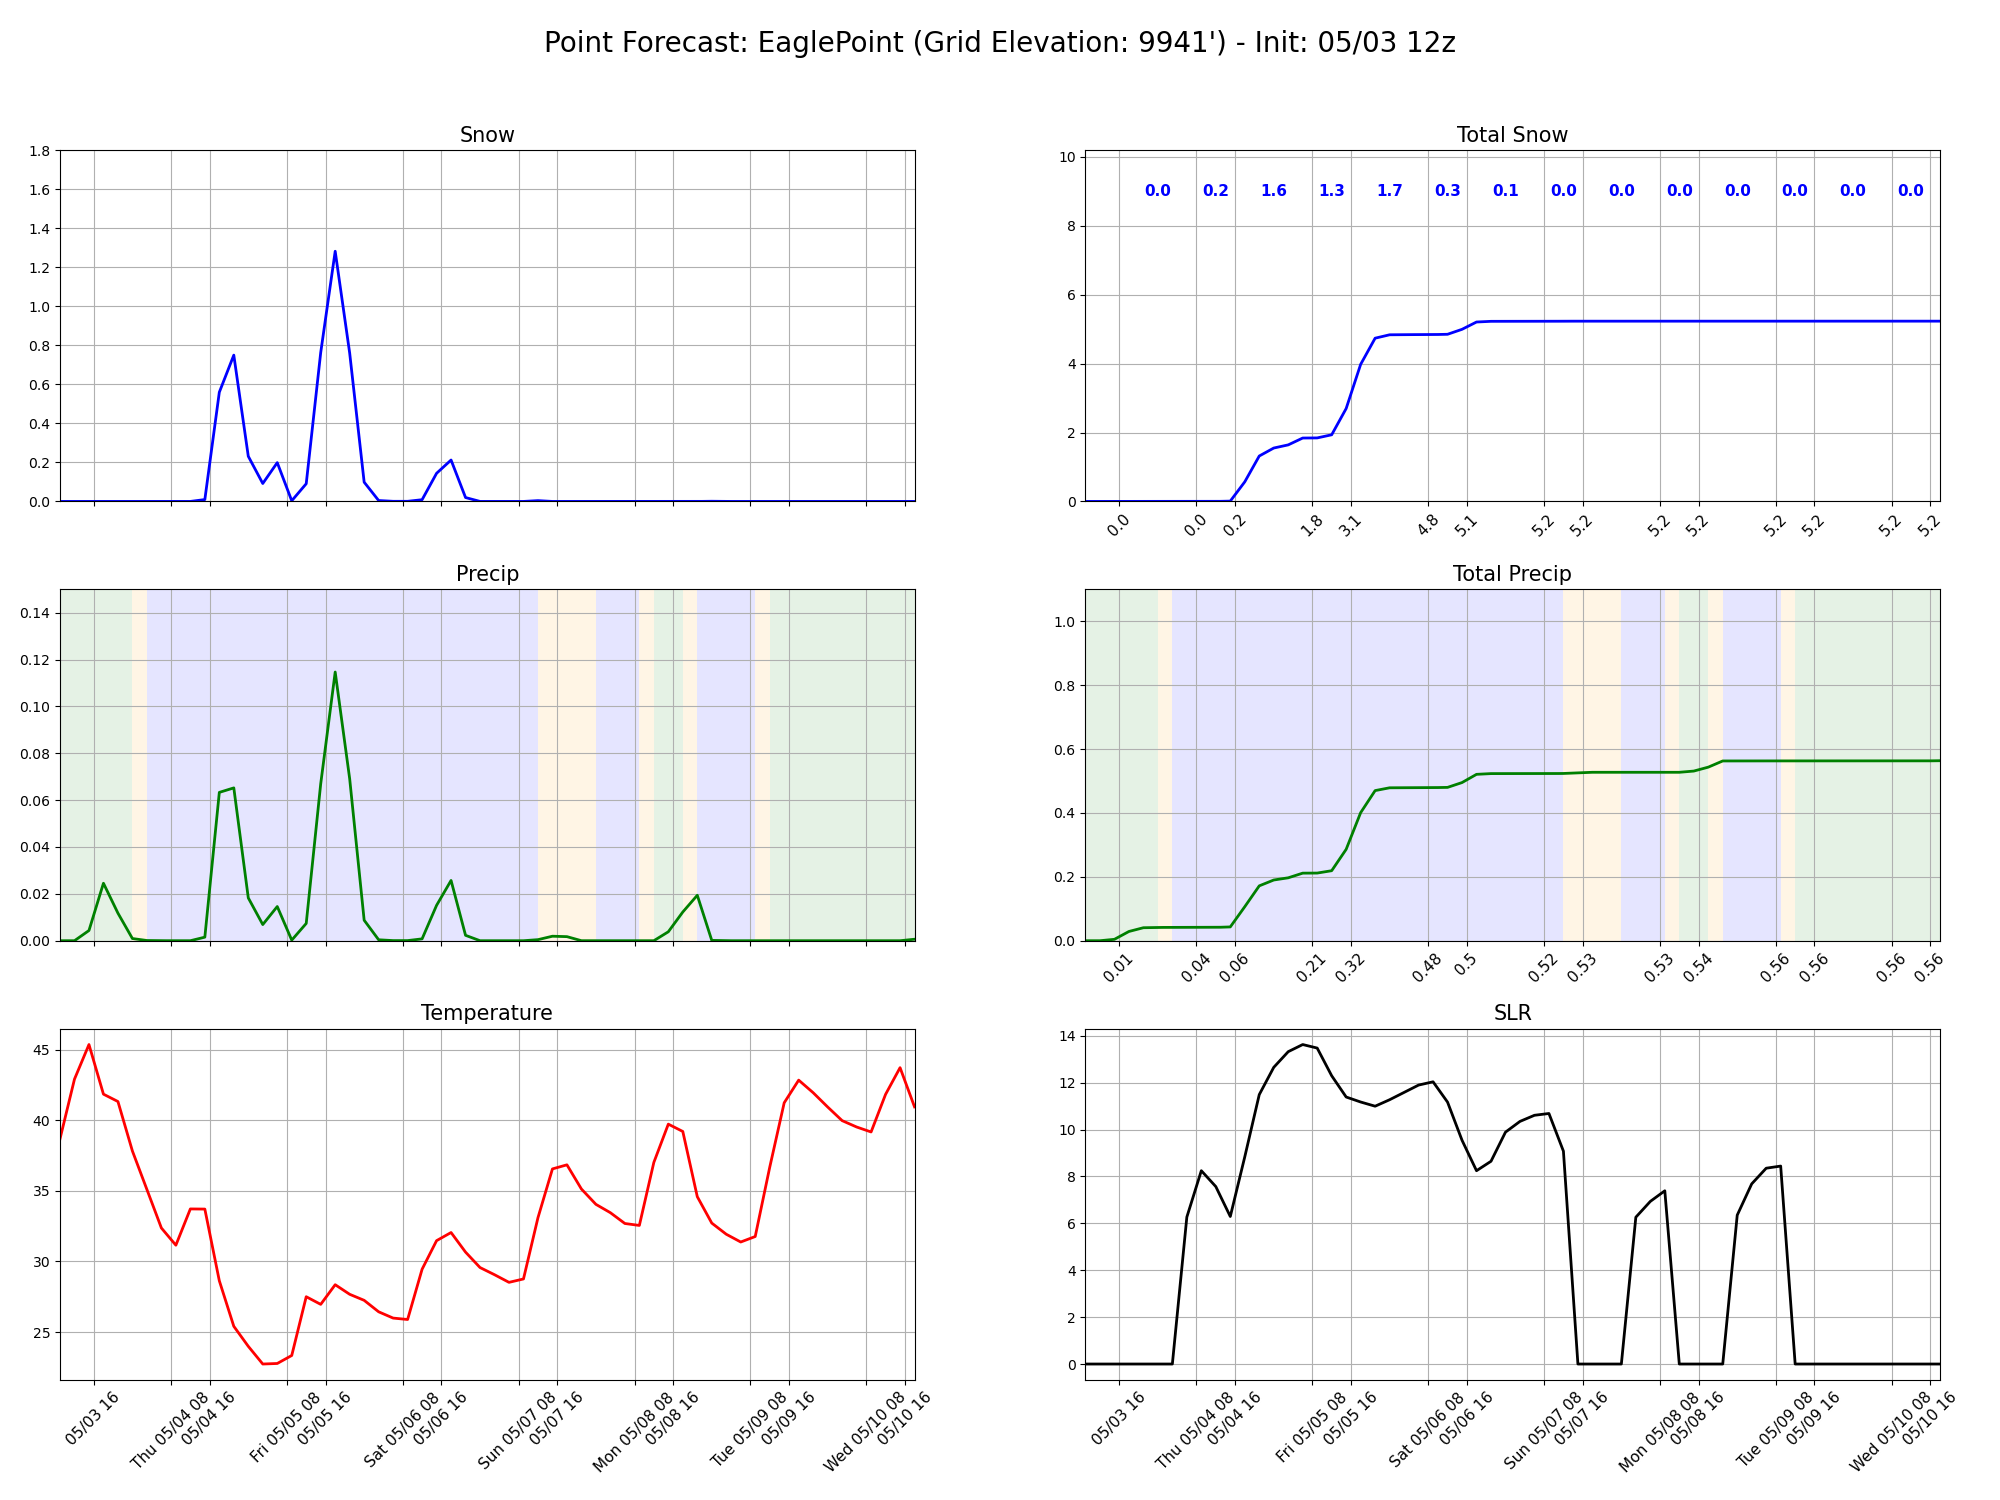 Point Forecast: EaglePoint (Grid Elevation: 9941') - Init: 05/03 12z
Snow
1.8
1.6
1.4
1.2
1.0
0.8
0.6
0.4
0.2
0.0
Total Snow
10
8
6
4
2
0
0.0 0.2 1.6 1.3 1.7 0.3 0.1 0.0 0.0 0.0 0.0 0.0 0.0 0.0
0.0 0.0 0.2 1.8 3.1 4.8 5.1 5.2 5.2 5.2 5.2 5.2 5.2 5.2 5.2
Precip
0.14
0.12
0.10
0.08
0.06
0.04
0.02
0.00
Total Precip
1.0
0.8
0.6
0.4
0.2
0.0
0.01 0.04 0.06 0.21 0.32 0.48 0.5 0.52 0.53 0.53 0.54 0.56 0.56 0.56 0.56
Temperature
45
40
35
30
25
05/03 16
Thu 05/04 08
05/04 16
Fri 05/05 08
05/05 16
Sat 05/06 08
05/06 16
Sun 05/07 08
05/07 16
Mon 05/08 08
05/08 16
Tue 05/09 08
05/09 16
Wed 05/10 08
05/10 16
SLR
14
12
10
8
6
4
2
0
05/03 16
Thu 05/04 08
05/04 16
Fri 05/05 08
05/05 16
Sat 05/06 08
05/06 16
Sun 05/07 08
05/07 16
Mon 05/08 08
05/08 16
Tue 05/09 08
05/09 16
Wed 05/10 08
05/10 16